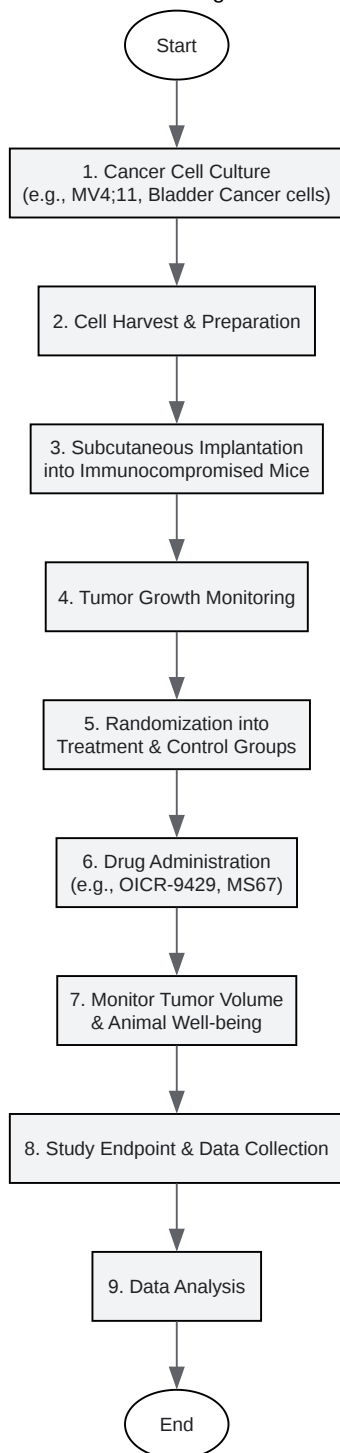 Start
1. Cancer Cell Culture
(e.g., MV4;11, Bladder Cancer cells)
2. Cell Harvest & Preparation
3. Subcutaneous Implantation
into Immunocompromised Mice
4. Tumor Growth Monitoring
5. Randomization into
Treatment & Control Groups
6. Drug Administration
(e.g., OICR-9429, MS67)
7. Monitor Tumor Volume
& Animal Well-being
8. Study Endpoint & Data Collection
9. Data Analysis
End